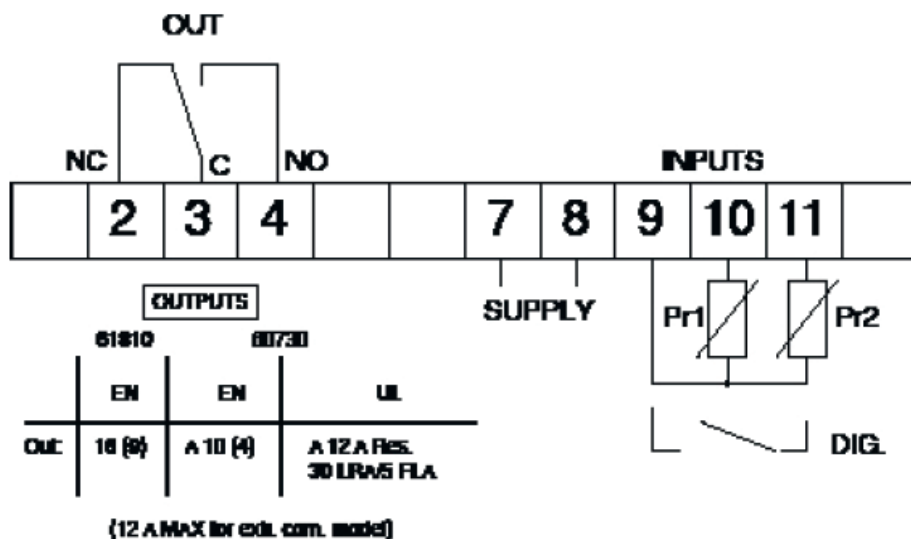 OUT
NC C NO INPUTS
2 3 4 7 8 9 10 11
OUTPUTS
SUPPLY Pr1 Pr2
61810 60730
EN EN UL
Out: 16 (9) A 10 (4) A 12 A Res.
30 LRA/5 FLA
DIG.
(12 A MAX for ext. com. model)